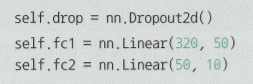 self.drop = nn.Dropout2d()
self.fc1 = nn.Linear(320, 50)
self.fc2 = nn.Linear(50, 10)